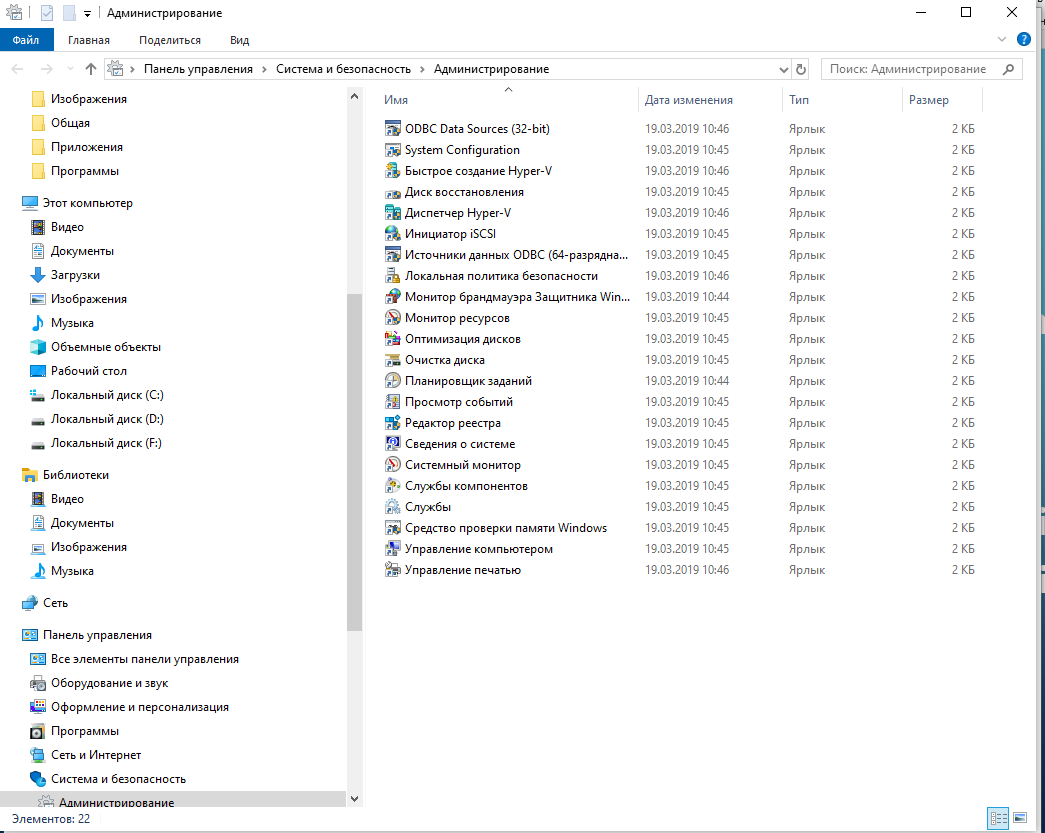 Администрирование
Файл Главная Поделиться Вид
Панель управления Система и безопасность Администрирование Поиск: Администрирование
Изображения
Общая
Приложения
Программы
Этот компьютер
Видео
Документы
Загрузки
Изображения
Музыка
Объемные объекты
Рабочий стол
Локальный диск (C:)
Локальный диск (D:)
Локальный диск (F:)
Библиотеки
Видео
Документы
Изображения
Музыка
Сеть
Панель управления
Все элементы панели управления
Оборудование и звук
Оформление и персонализация
Программы
Сеть и Интернет
Система и безопасность
Администрирование
Имя Дата изменения Тип Размер
ODBC Data Sources (32-bit) 19.03.2019 10:46 Ярлык 2 КБ
System Configuration 19.03.2019 10:45 Ярлык 2 КБ
Быстрое создание Hyper-V 19.03.2019 10:46 Ярлык 2 КБ
Диск восстановления 19.03.2019 10:45 Ярлык 2 КБ
Диспетчер Hyper-V 19.03.2019 10:46 Ярлык 2 КБ
Инициатор iSCSI 19.03.2019 10:45 Ярлык 2 КБ
Источники данных ODBC (64-разрядна... 19.03.2019 10:45 Ярлык 2 КБ
Локальная политика безопасности 19.03.2019 10:46 Ярлык 2 КБ
Монитор брандмауэра Защитника Win... 19.03.2019 10:44 Ярлык 2 КБ
Монитор ресурсов 19.03.2019 10:45 Ярлык 2 КБ
Оптимизация дисков 19.03.2019 10:45 Ярлык 2 КБ
Очистка диска 19.03.2019 10:45 Ярлык 2 КБ
Планировщик заданий 19.03.2019 10:44 Ярлык 2 КБ
Просмотр событий 19.03.2019 10:45 Ярлык 2 КБ
Редактор реестра 19.03.2019 10:45 Ярлык 2 КБ
Сведения о системе 19.03.2019 10:45 Ярлык 2 КБ
Системный монитор 19.03.2019 10:45 Ярлык 2 КБ
Службы компонентов 19.03.2019 10:45 Ярлык 2 КБ
Службы 19.03.2019 10:45 Ярлык 2 КБ
Средство проверки памяти Windows 19.03.2019 10:45 Ярлык 2 КБ
Управление компьютером 19.03.2019 10:45 Ярлык 2 КБ
Управление печатью 19.03.2019 10:46 Ярлык 2 КБ
Элементов: 22